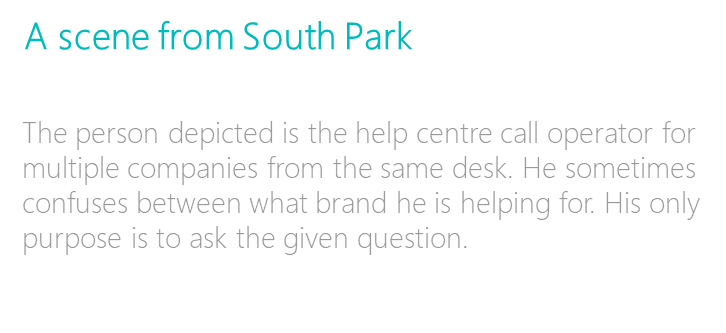 A scene from South Park
The person depicted is the help centre call operator for
multiple companies from the same desk. He sometimes
confuses between what brand he is helping for. His only
purpose is to ask the given question.